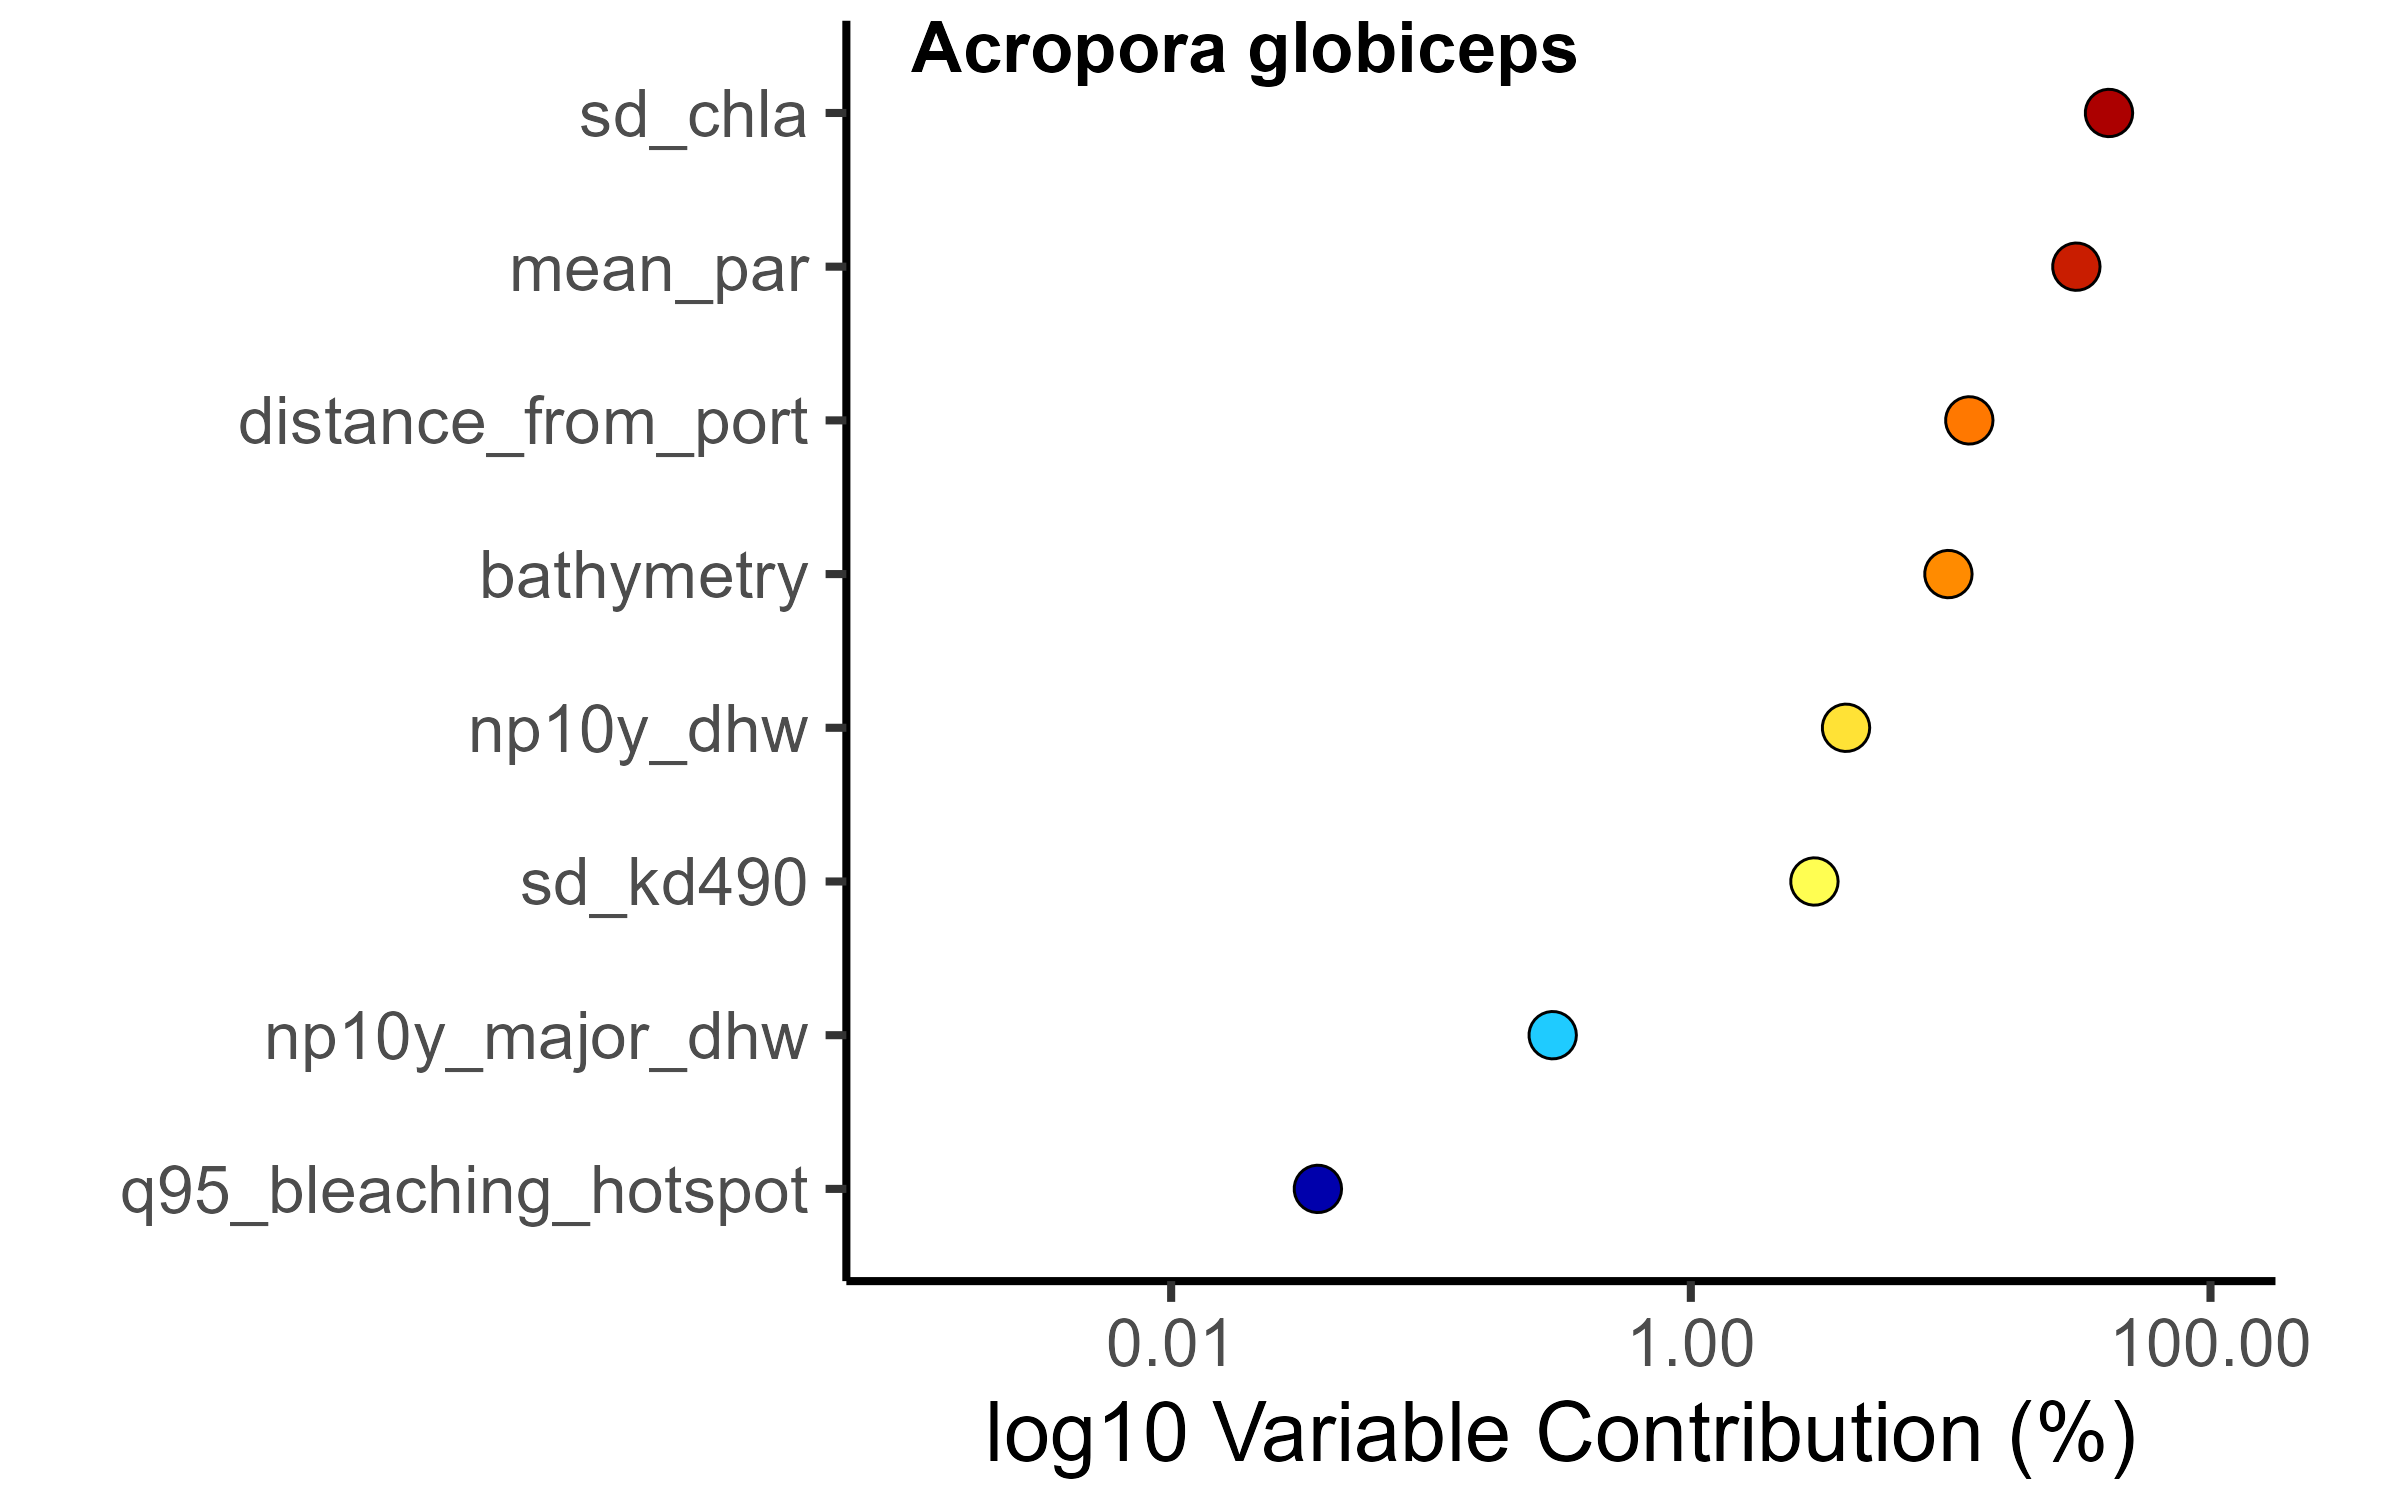 Acropora globiceps
sd_chla
mean_par
distance_from_port
bathymetry
np10y_dhw
sd_kd490
np10y_major_dhw
q95_bleaching_hotspot
0.01 1.00 100.00
log10 Variable Contribution (%)